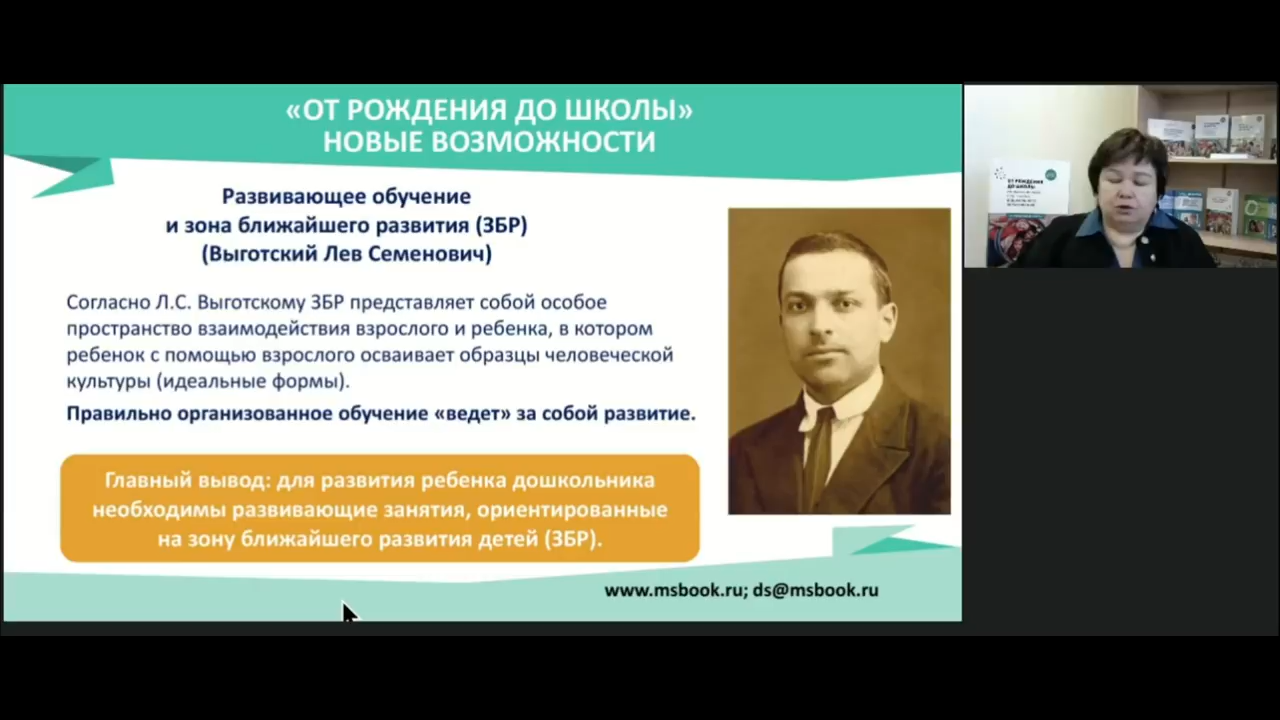 «ОТ РОЖДЕНИЯ ДО ШКОЛЫ»
НОВЫЕ ВОЗМОЖНОСТИ
Развивающее обучение
и зона ближайшего развития (ЗБР)
(Выготский Лев Семенович)
Согласно Л.С. Выготскому ЗБР представляет собой особое
пространство взаимодействия взрослого и ребенка, в котором
ребенок с помощью взрослого осваивает образцы человеческой
культуры (идеальные формы).
Правильно организованное обучение «ведет» за собой развитие.
Главный вывод: для развития ребенка дошкольника
необходимы развивающие занятия, ориентированные
на зону ближайшего развития детей (ЗБР).
www.msbook.ru; ds@msbook.ru
ОТ РОЖДЕНИЯ
ДО ШКОЛЫ